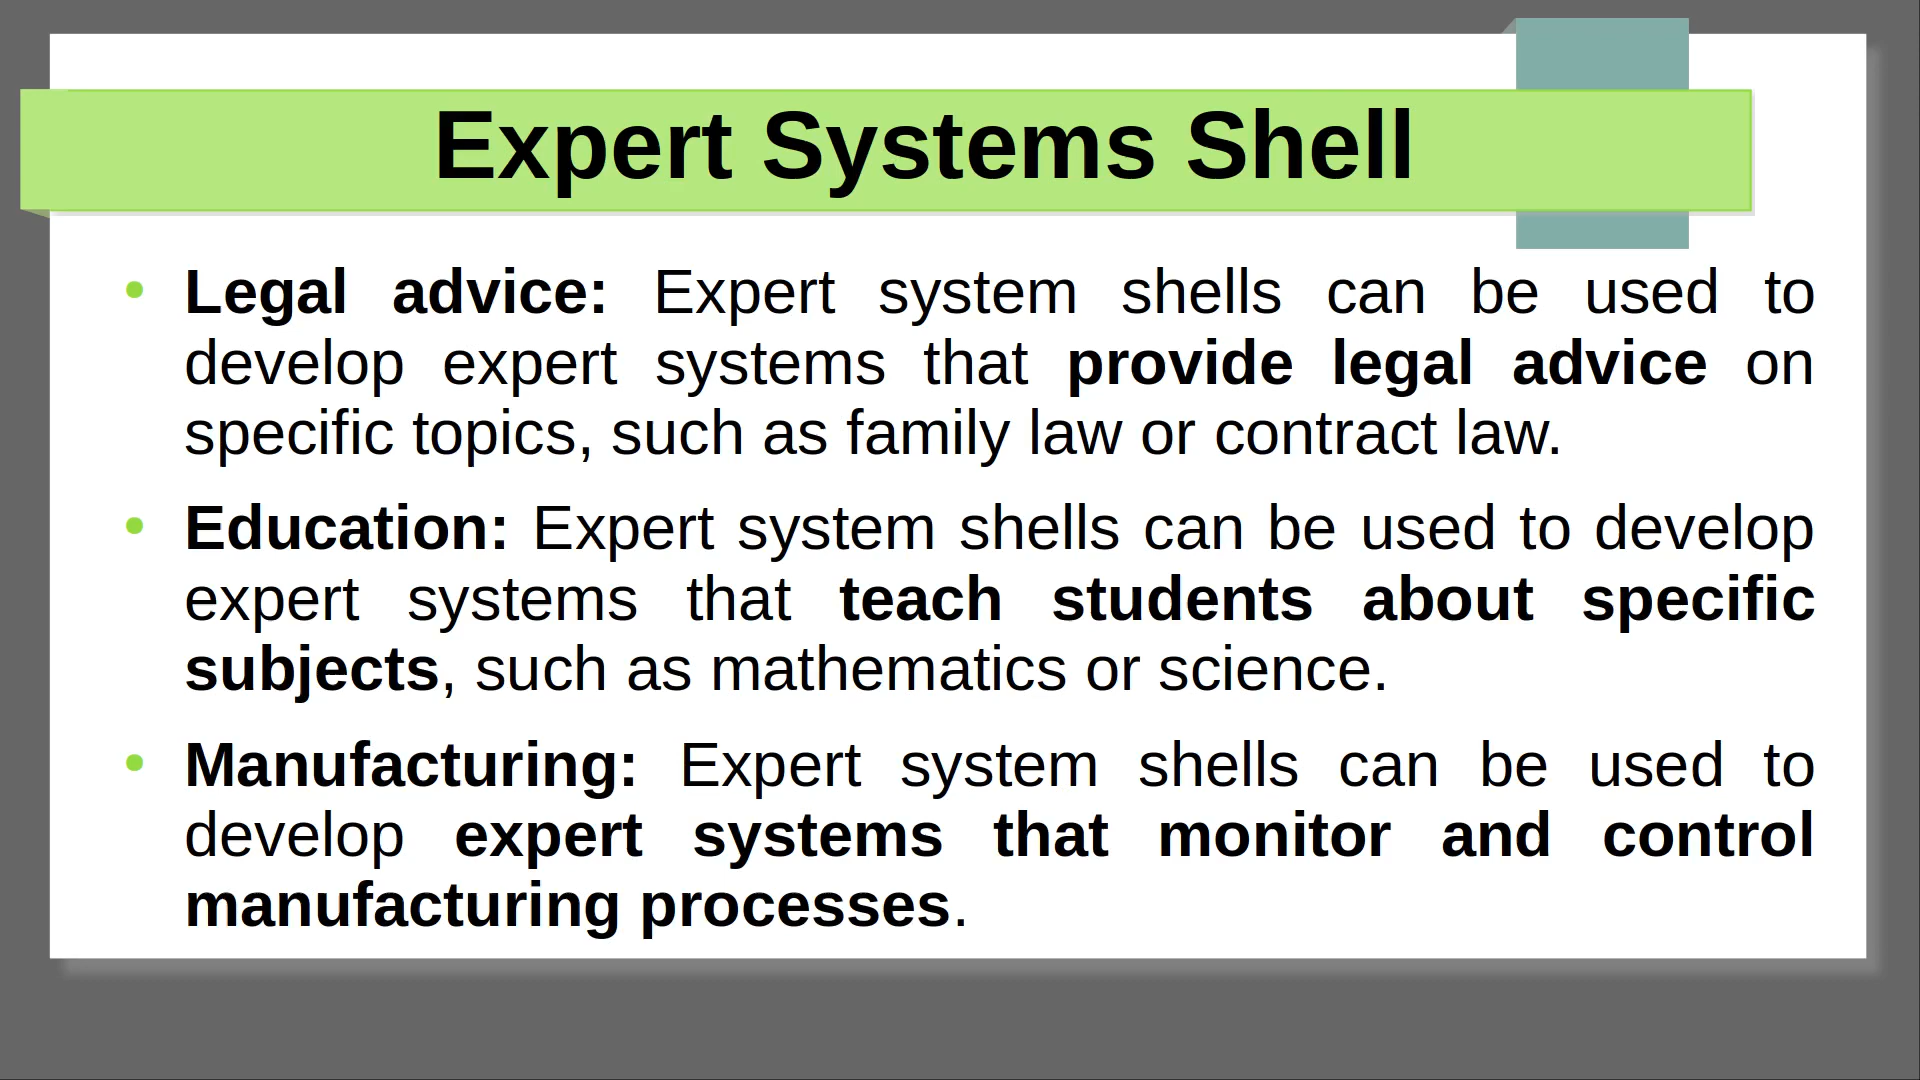 Expert Systems Shell
• Legal advice: Expert system shells can be used to
develop expert systems that provide legal advice on
specific topics, such as family law or contract law.
• Education: Expert system shells can be used to develop
expert systems that teach students about specific
subjects, such as mathematics or science.
• Manufacturing: Expert system shells can be used to
develop expert systems that monitor and control
manufacturing processes.